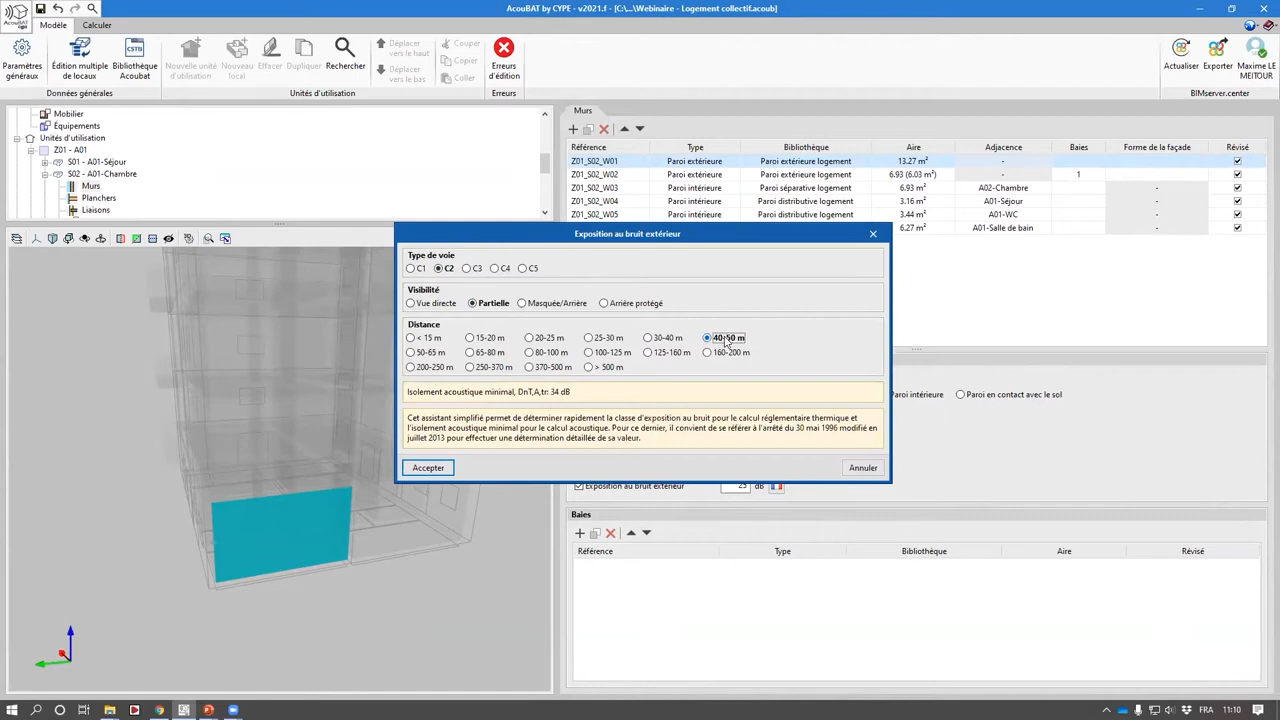 AcouBAT by CYPE - v2021.f - [C:\...\Webinaire - Logement collectif.acoub]
AcouBAT
Modèle Calculer
Paramètres généraux
Édition multiple de locaux
Bibliothèque Acoubat
Nouvelle unité d'utilisation
Nouveau local
Effacer
Dupliquer
Rechercher
Déplacer vers le haut
Déplacer vers le bas
Couper
Copier
Coller
Erreurs d'édition
Actualiser
Exporter
Maxime LE MEITOUR
Données générales
Unités d'utilisation
Erreurs
BIMserver.center
Mobilier
Équipements
Unités d'utilisation
Z01 - A01
S01 - A01-Séjour
S02 - A01-Chambre
Murs
Planchers
Liaisons
Murs
Référence Type Bibliothèque Aire Adjacence Baies Forme de la façade Révisé
Z01_S02_W01 Paroi extérieure Paroi extérieure logement 13.27 m² -
Z01_S02_W02 Paroi extérieure Paroi extérieure logement 6.93 (6.03) m² - 1
Z01_S02_W03 Paroi intérieure Paroi séparative logement 6.93 m² A02-Chambre -
Z01_S02_W04 Paroi intérieure Paroi distributive logement 3.16 m² A01-Séjour -
Z01_S02_W05 Paroi intérieure Paroi distributive logement 3.44 m² A01-WC -
6.27 m² A01-Salle de bain -
Exposition au bruit extérieur
Type de voie
C1 C2 C3 C4 C5
Visibilité
Vue directe Partielle Masquée/Arrière Arrière protégé
Distance
< 15 m 15-20 m 20-25 m 25-30 m 30-40 m 40-50 m
50-65 m 65-80 m 80-100 m 100-125 m 125-160 m 160-200 m
200-250 m 250-370 m 370-500 m > 500 m
Isolement acoustique minimal, DnT,A,tr: 34 dB
Cet assistant simplifié permet de déterminer rapidement la classe d'exposition au bruit pour le calcul réglementaire thermique et
l'isolement acoustique minimal pour le calcul acoustique. Pour ce dernier, il convient de se référer à l'arrêté du 30 mai 1996 modifié en
juillet 2013 pour effectuer une détermination détaillée de sa valeur.
Accepter Annuler
Paroi intérieure Paroi en contact avec le sol
Exposition au bruit extérieur 25 dB
Baies
Référence Type Bibliothèque Aire Révisé
FRA 11:10